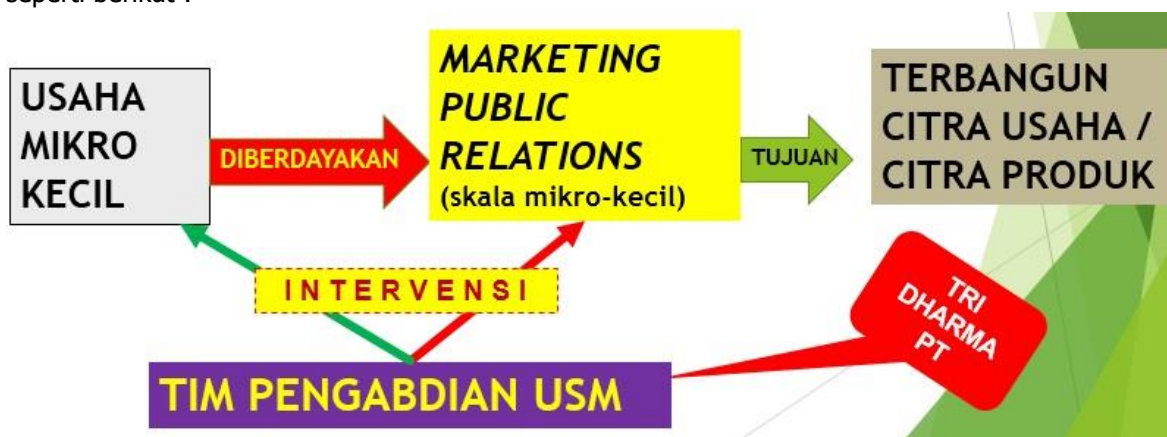 seperti berikut :
USAHA
MIKRO
KECIL
DIBERDAYAKAN
MARKETING
PUBLIC
RELATIONS
(skala mikro-kecil)
TUJUAN
TERBANGUN
CITRA USAHA /
CITRA PRODUK
INTERVENSI
TIM PENGABDIAN USM
TRI
DHARMA
PT